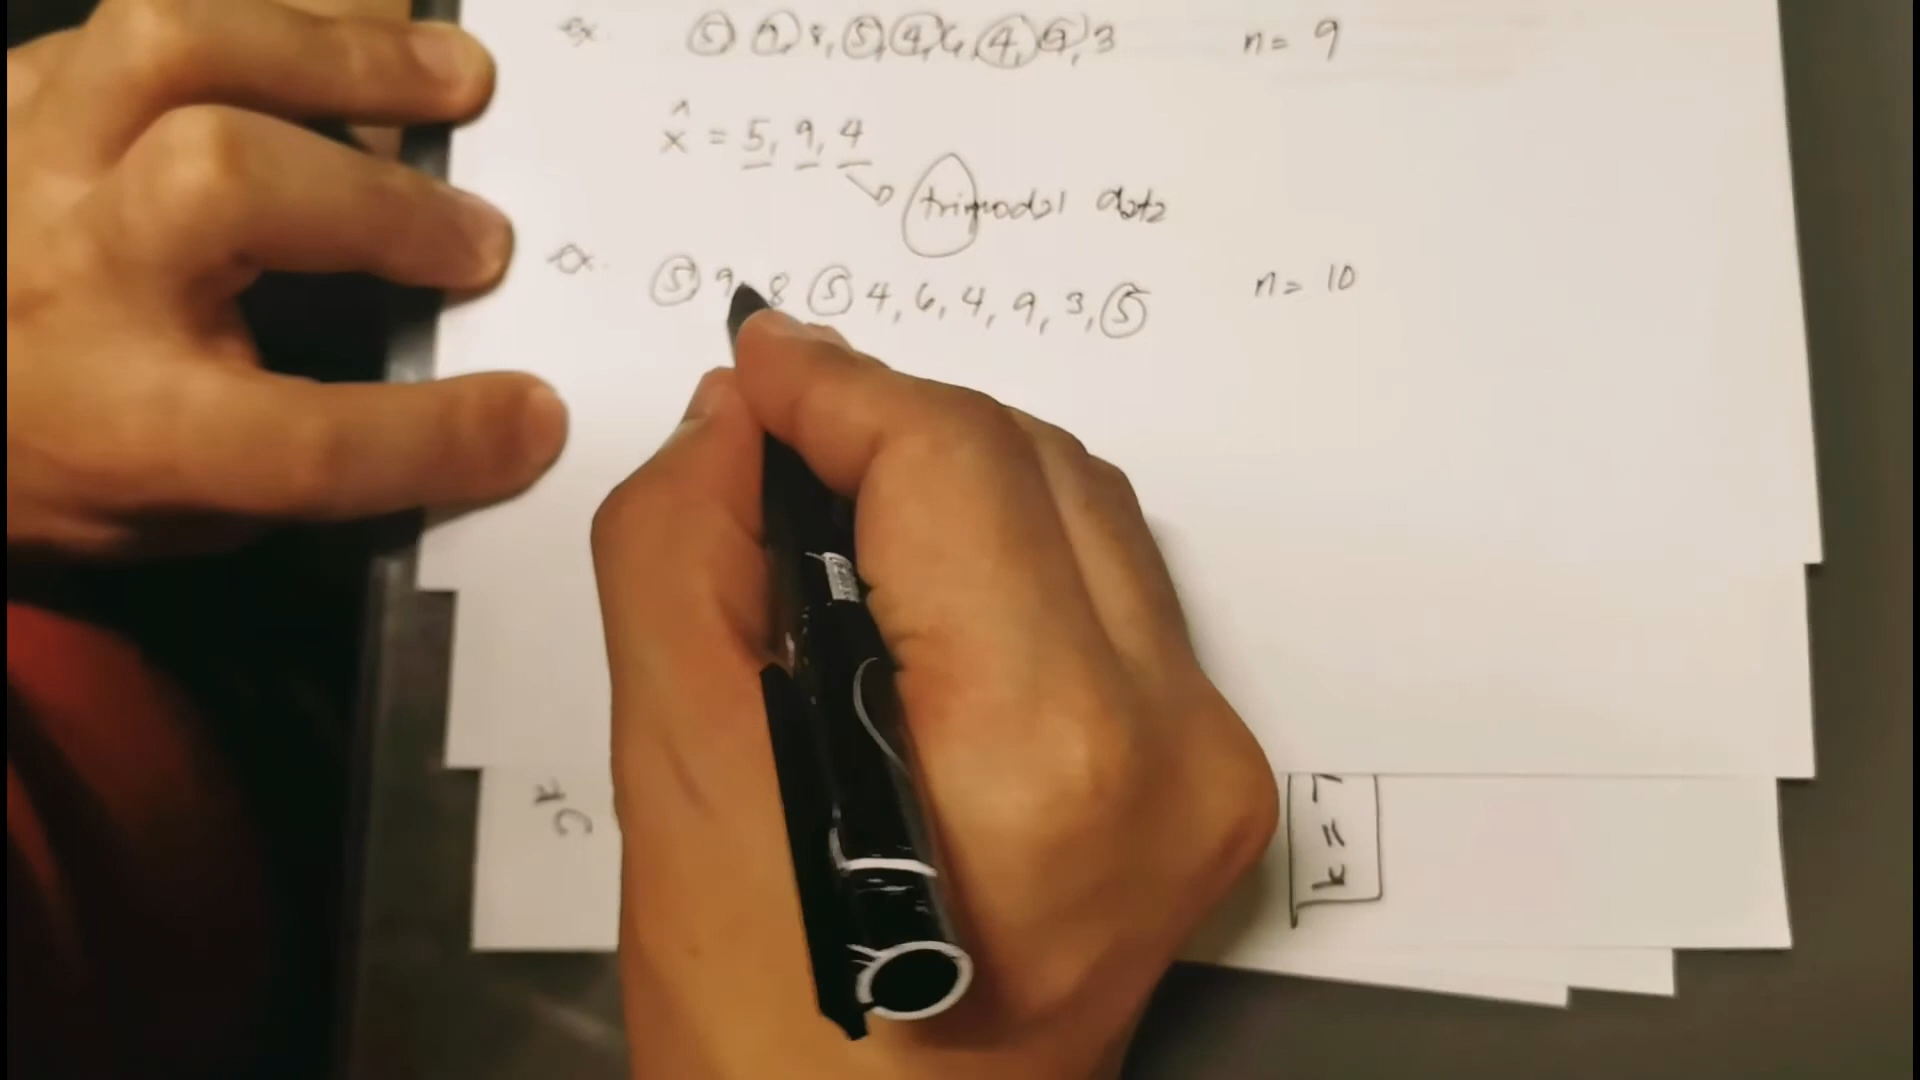 Ex. 5, 9, 8, 5, 4, 6, 4, 9, 3 n = 9
x̂ = 5, 9, 4
trimodal data
Ex. 5, 9, 8, 5, 4, 6, 4, 9, 3, 5 n = 10
k = 7